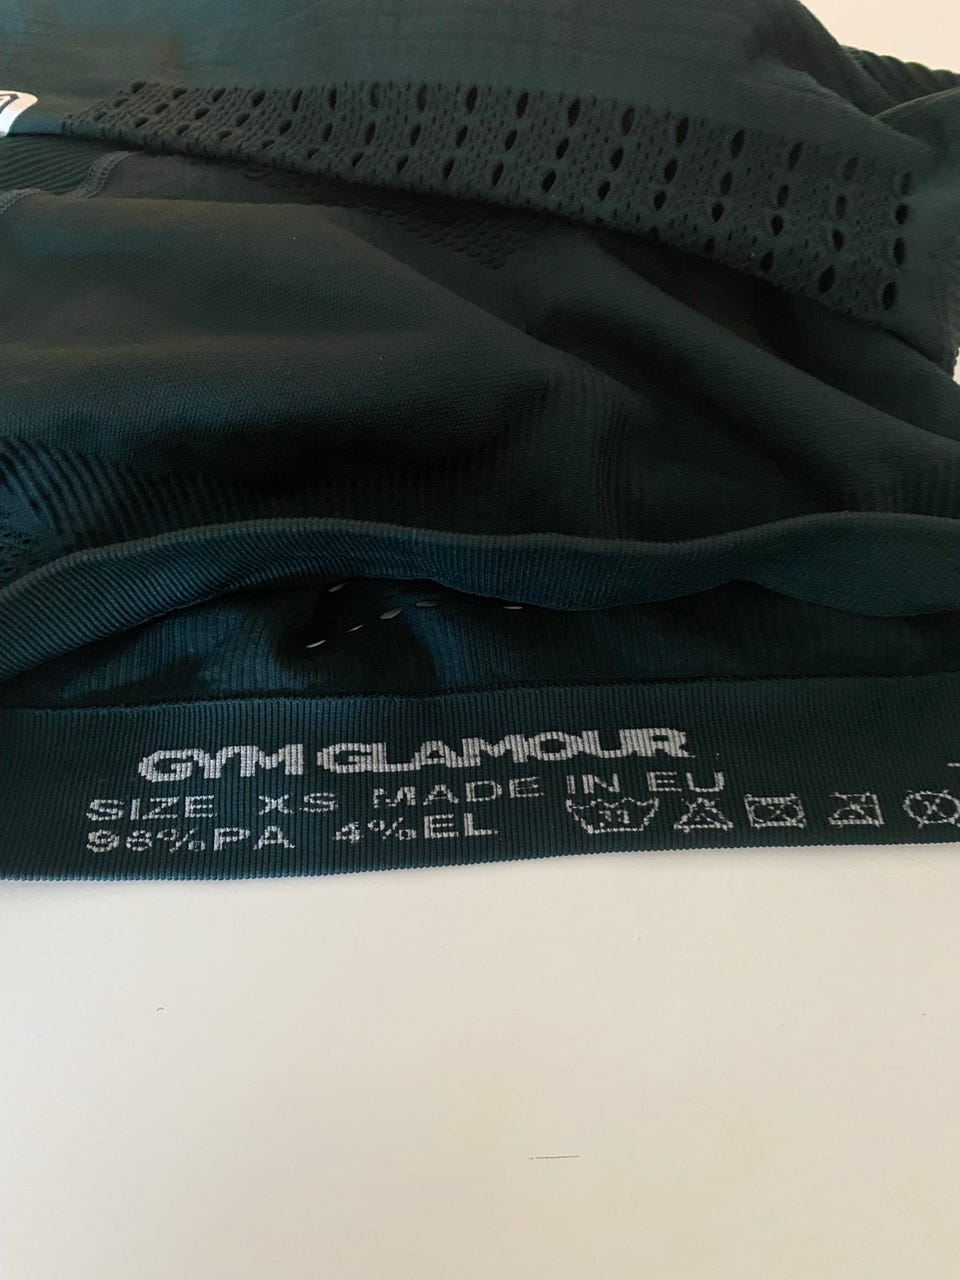 GYM GLAMOUR
SIZE XS MADE IN EU
96%PA 4%EL